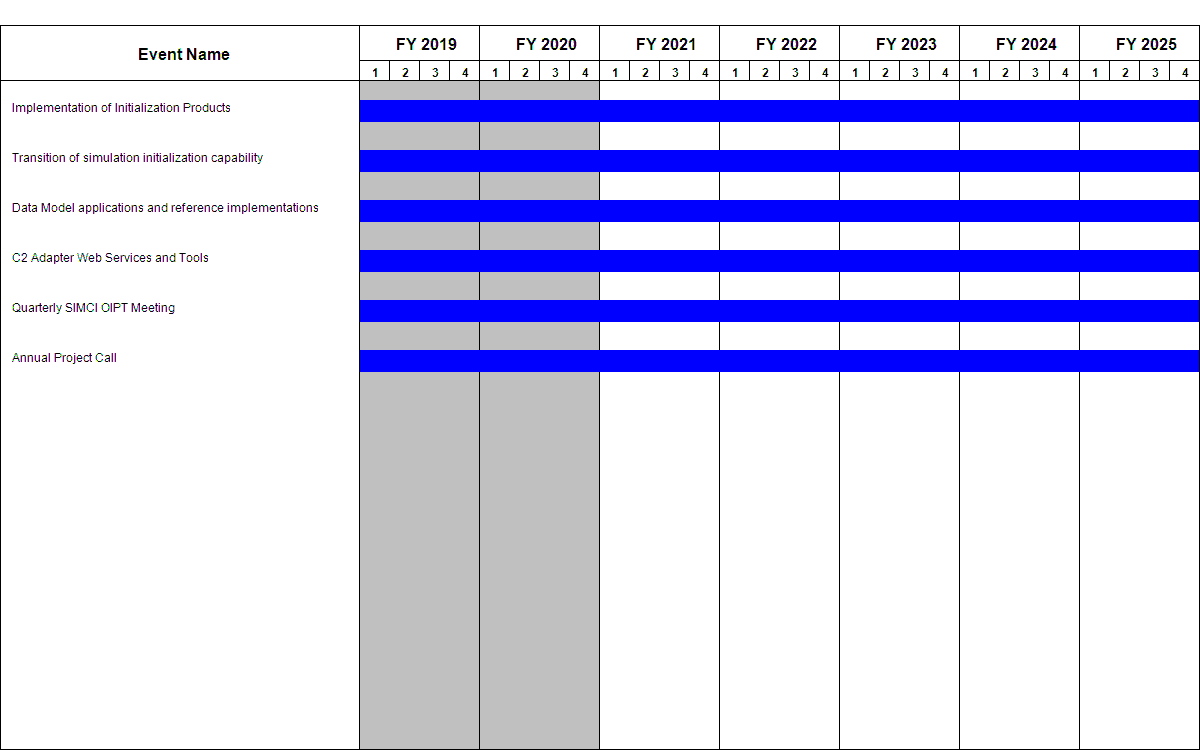 Event Name
FY 2019 FY 2020 FY 2021 FY 2022 FY 2023 FY 2024 FY 2025
1 2 3 4 1 2 3 4 1 2 3 4 1 2 3 4 1 2 3 4 1 2 3 4 1 2 3 4
Implementation of Initialization Products
Transition of simulation initialization capability
Data Model applications and reference implementations
C2 Adapter Web Services and Tools
Quarterly SIMCI OIPT Meeting
Annual Project Call